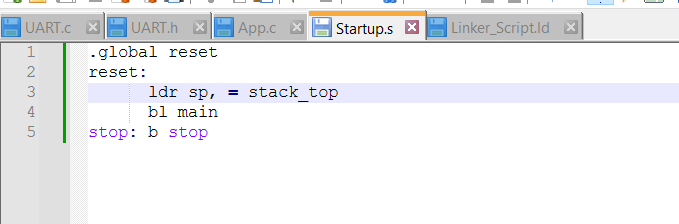 UART.c UART.h App.c Startup.s Linker_Script.ld
1 .global reset
2 reset:
3 ldr sp, = stack_top
4 bl main
5 stop: b stop